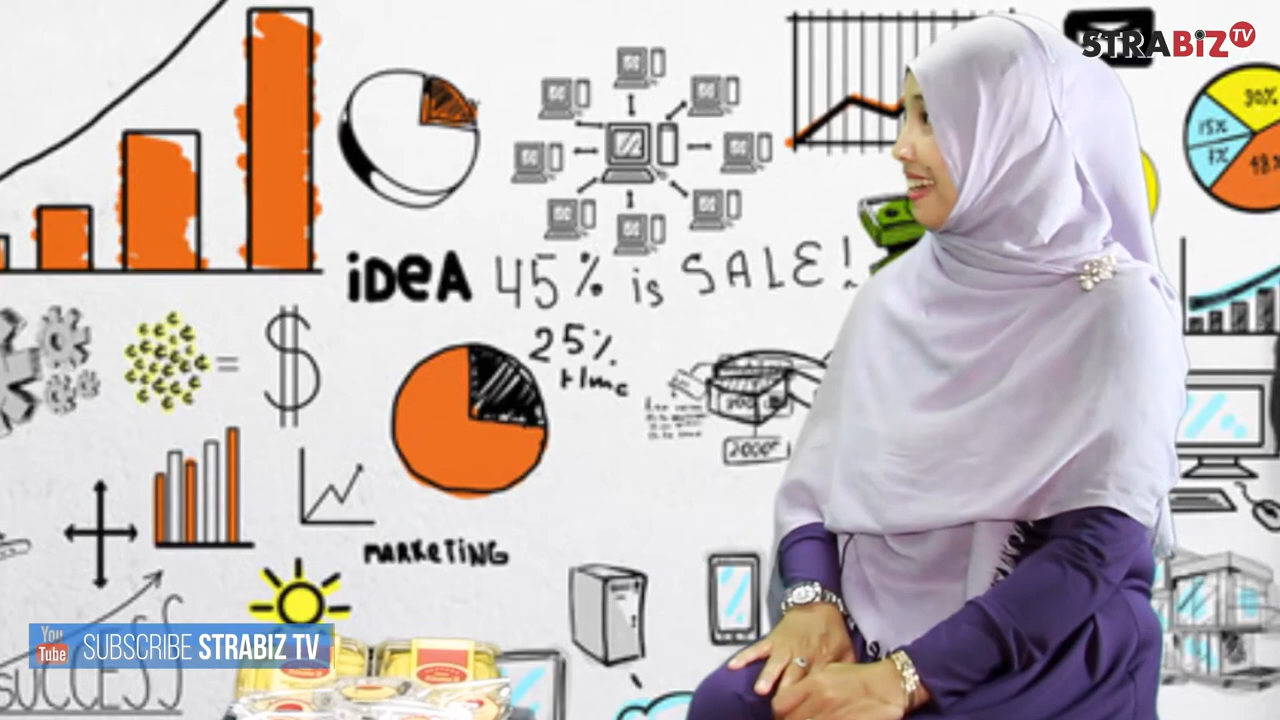 STRABIZ TV
30%
15%
7%
48%
iDEA 45% is SALE!
25%
time
=
$
2000
MARKETING
SUCCESS
You
Tube
SUBSCRIBE STRABIZ TV